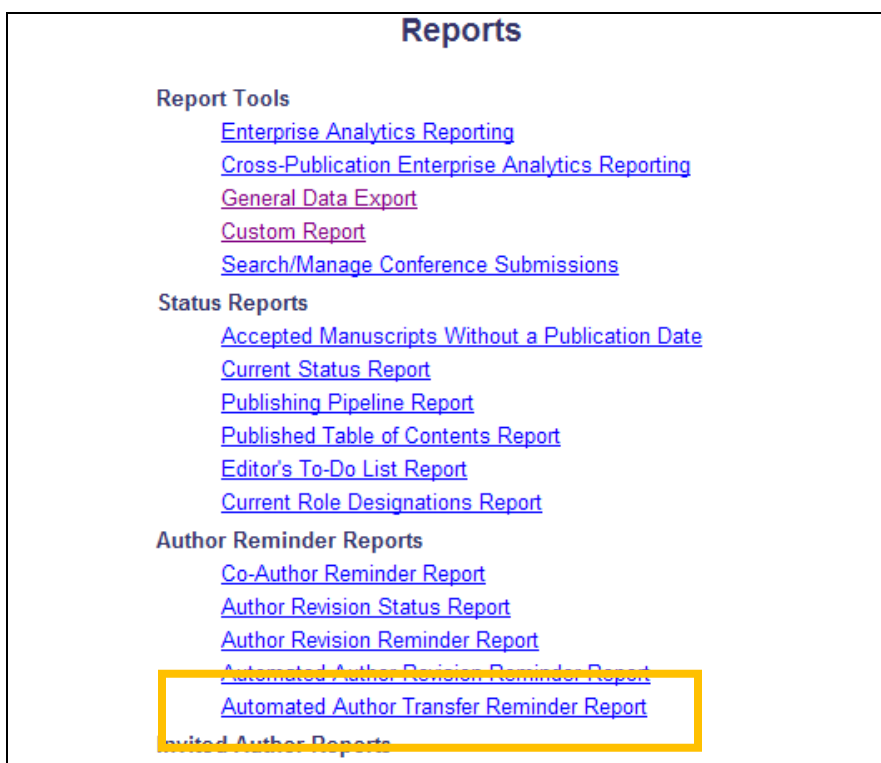 Reports
Report Tools
Enterprise Analytics Reporting
Cross-Publication Enterprise Analytics Reporting
General Data Export
Custom Report
Search/Manage Conference Submissions
Status Reports
Accepted Manuscripts Without a Publication Date
Current Status Report
Publishing Pipeline Report
Published Table of Contents Report
Editor's To-Do List Report
Current Role Designations Report
Author Reminder Reports
Co-Author Reminder Report
Author Revision Status Report
Author Revision Reminder Report
Automated Author Revision Reminder Report
Automated Author Transfer Reminder Report
Invited Author Reports